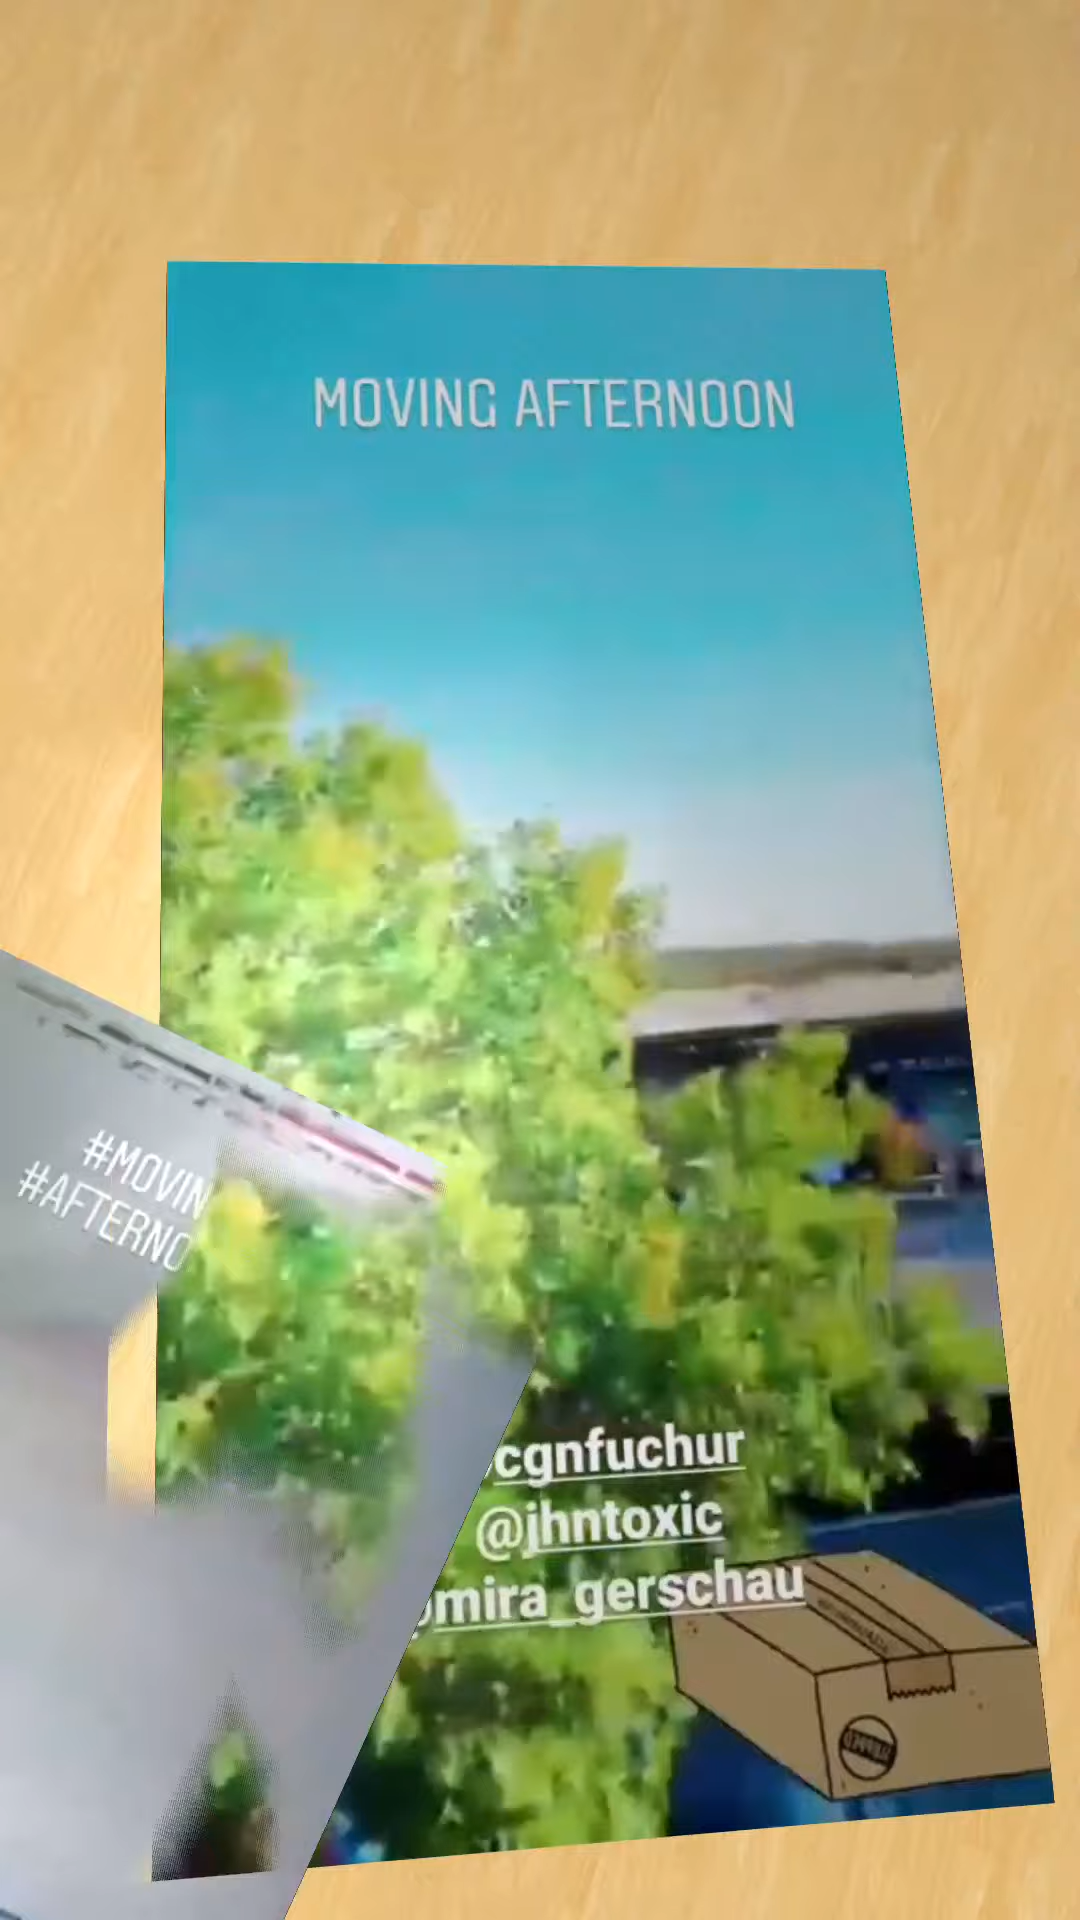 MOVING AFTERNOON
#MOVIN
#AFTERNO
cgnfuchur
@jhntoxic
mira_gerschau